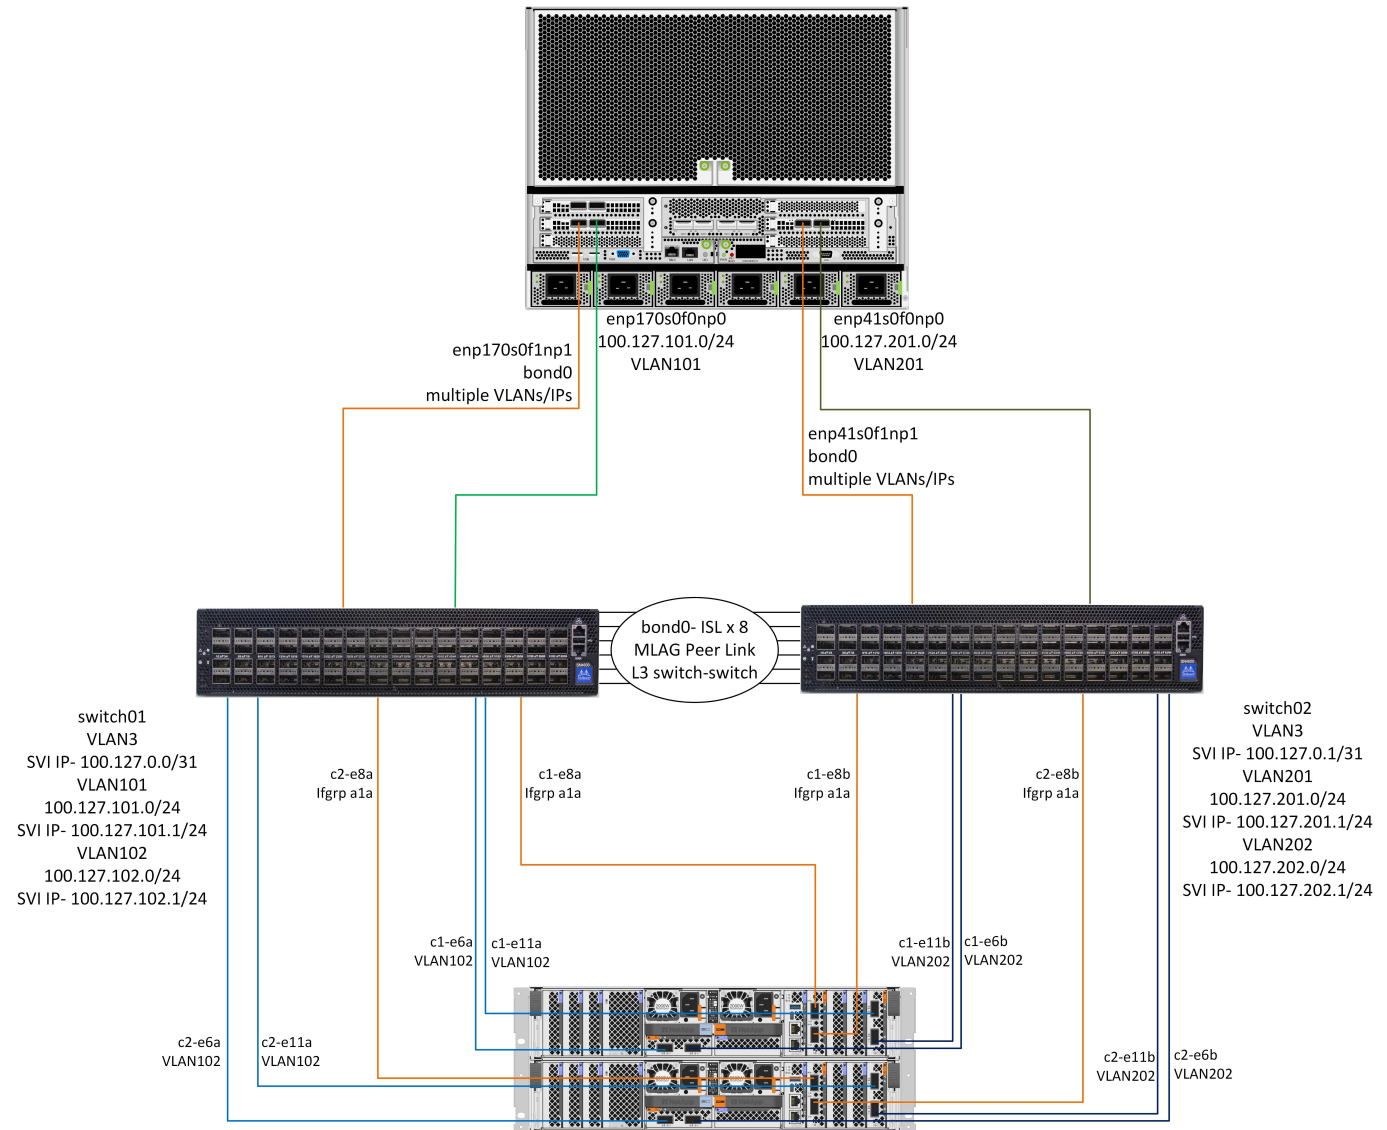 enp170s0f0np0
100.127.101.0/24
VLAN101
enp41s0f0np0
100.127.201.0/24
VLAN201
enp170s0f1np1
bond0
multiple VLANs/IPs
enp41s0f1np1
bond0
multiple VLANs/IPs
bond0- ISL x 8
MLAG Peer Link
L3 switch-switch
switch01
VLAN3
SVI IP- 100.127.0.0/31
VLAN101
100.127.101.0/24
SVI IP- 100.127.101.1/24
VLAN102
100.127.102.0/24
SVI IP- 100.127.102.1/24
switch02
VLAN3
SVI IP- 100.127.0.1/31
VLAN201
100.127.201.0/24
SVI IP- 100.127.201.1/24
VLAN202
100.127.202.0/24
SVI IP- 100.127.202.1/24
c2-e8a
Ifgrp a1a
c1-e8a
Ifgrp a1a
c1-e8b
Ifgrp a1a
c2-e8b
Ifgrp a1a
c1-e6a
VLAN102
c1-e11a
VLAN102
c1-e11b
VLAN202
c1-e6b
VLAN202
c2-e6a
VLAN102
c2-e11a
VLAN102
c2-e11b
VLAN202
c2-e6b
VLAN202